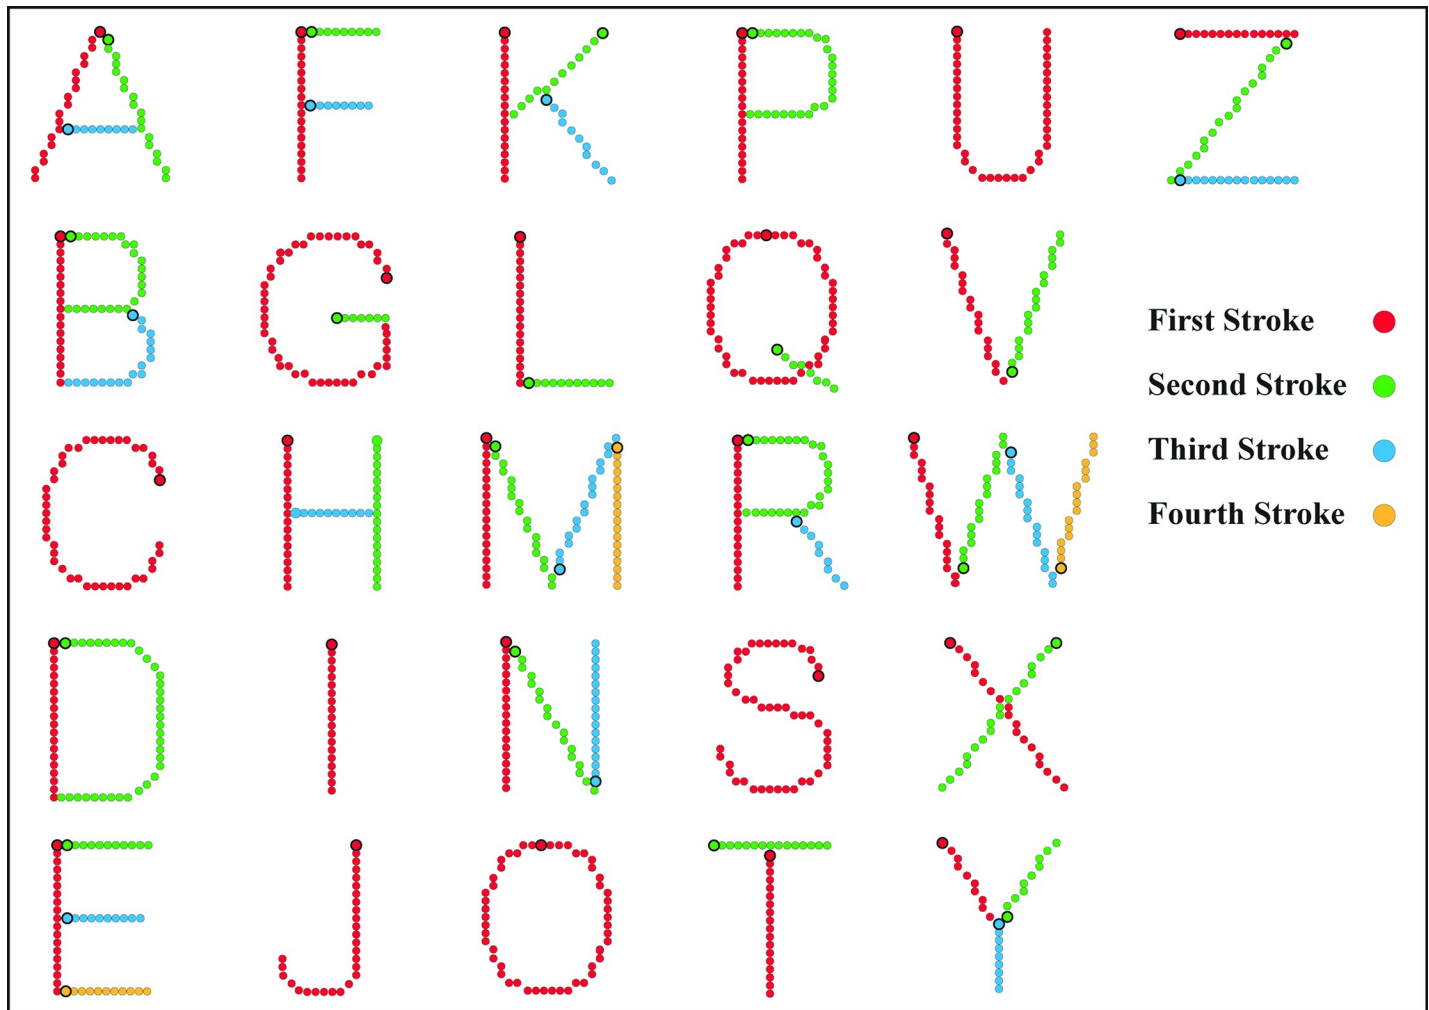 A F K P U Z
B G L Q V
First Stroke
Second Stroke
C H M R W
Third Stroke
Fourth Stroke
D I N S X
E J O T Y